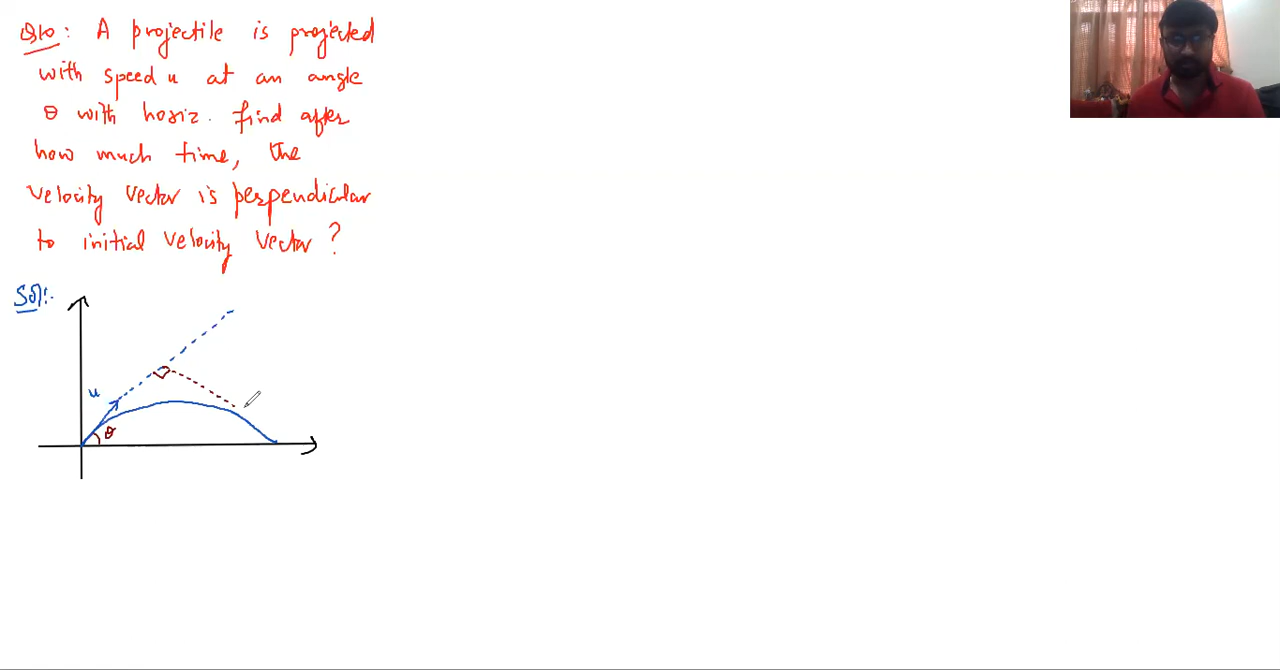 Q10: A projectile is projected
with speed u at an angle
θ with horiz. find after
how much time, the
velocity vector is perpendicular
to initial velocity vector ?
Sol:-
u
θ